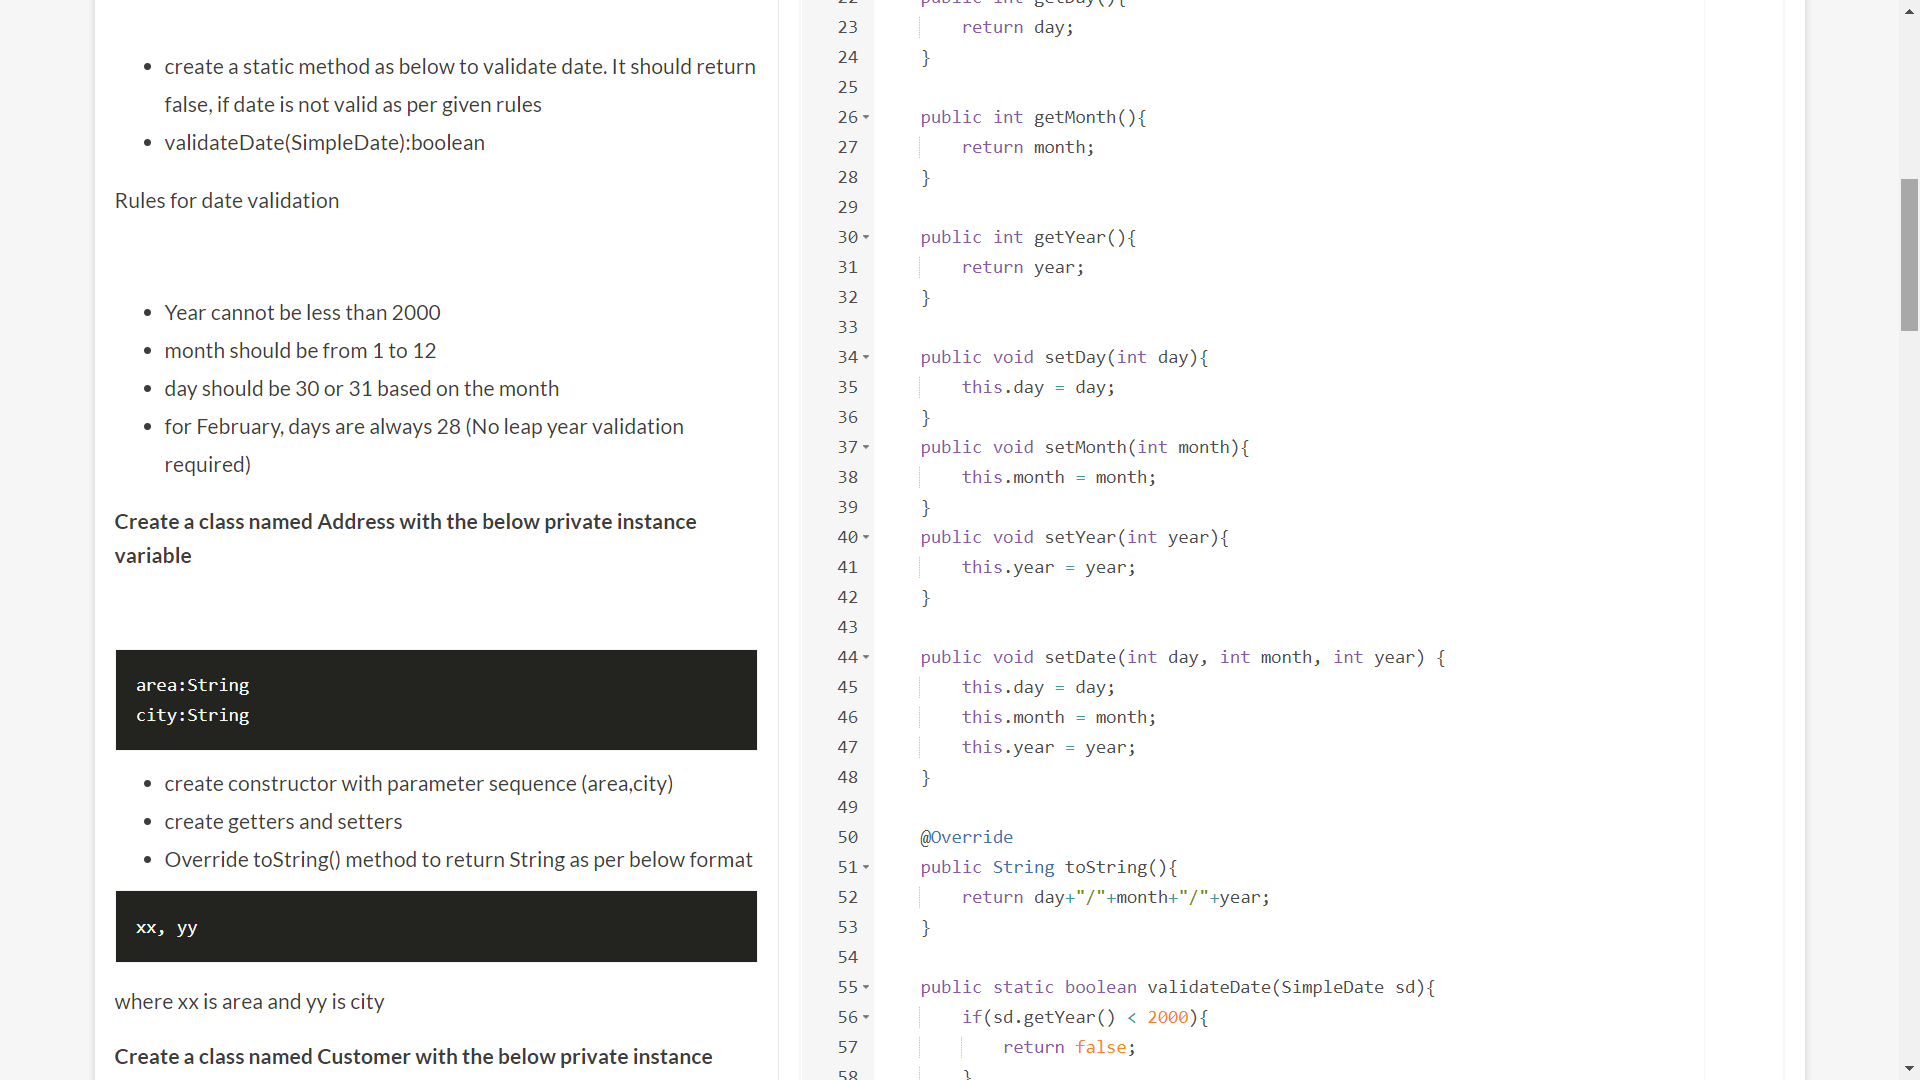 create a static method as below to validate date. It should return
false, if date is not valid as per given rules
validateDate(SimpleDate):boolean
Rules for date validation
Year cannot be less than 2000
month should be from 1 to 12
day should be 30 or 31 based on the month
for February, days are always 28 (No leap year validation
required)
Create a class named Address with the below private instance
variable
area:String
city:String
create constructor with parameter sequence (area,city)
create getters and setters
Override toString() method to return String as per below format
xx, yy
where xx is area and yy is city
Create a class named Customer with the below private instance
22 public int getDay(){
23 return day;
24 }
25
26 public int getMonth(){
27 return month;
28 }
29
30 public int getYear(){
31 return year;
32 }
33
34 public void setDay(int day){
35 this.day = day;
36 }
37 public void setMonth(int month){
38 this.month = month;
39 }
40 public void setYear(int year){
41 this.year = year;
42 }
43
44 public void setDate(int day, int month, int year) {
45 this.day = day;
46 this.month = month;
47 this.year = year;
48 }
49
50 @Override
51 public String toString(){
52 return day+"/"+month+"/"+year;
53 }
54
55 public static boolean validateDate(SimpleDate sd){
56 if(sd.getYear() < 2000){
57 return false;
58 }